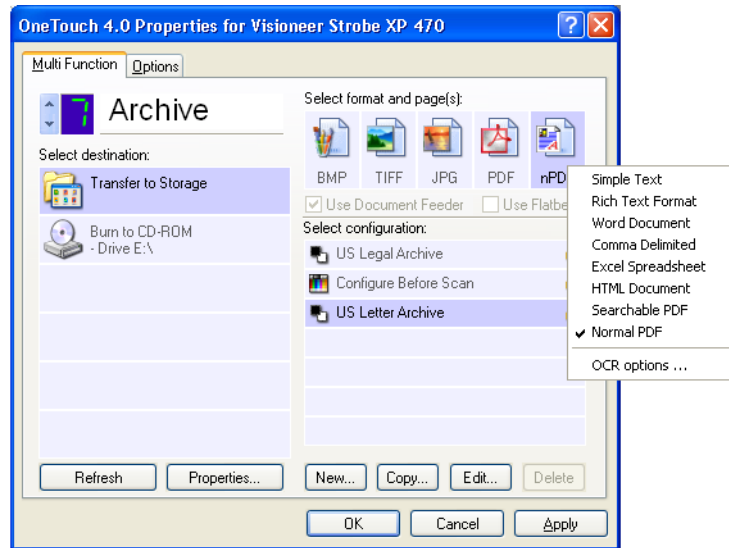 OneTouch 4.0 Properties for Visioneer Strobe XP 470
Multi Function
Options
7
Archive
Select destination:
Transfer to Storage
Burn to CD-ROM
- Drive E:\
Refresh
Properties...
Select format and page(s):
BMP
TIFF
JPG
PDF
nPD
Use Document Feeder
Use Flatbe
Select configuration:
US Legal Archive
Configure Before Scan
US Letter Archive
New...
Copy...
Edit...
Delete
Simple Text
Rich Text Format
Word Document
Comma Delimited
Excel Spreadsheet
HTML Document
Searchable PDF
Normal PDF
OCR options ...
OK
Cancel
Apply